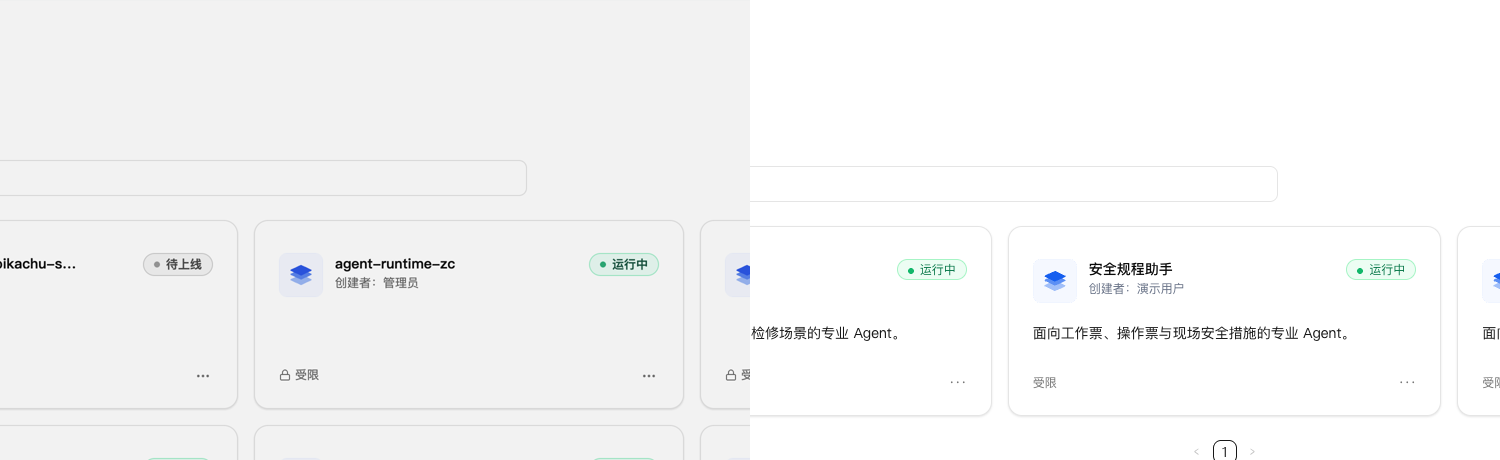 pikachu-s...
待上线
agent-runtime-zc
创建者：管理员
运行中
受限
运行中
检修场景的专业 Agent。
安全规程助手
创建者：演示用户
运行中
面向工作票、操作票与现场安全措施的专业 Agent。
受限
1